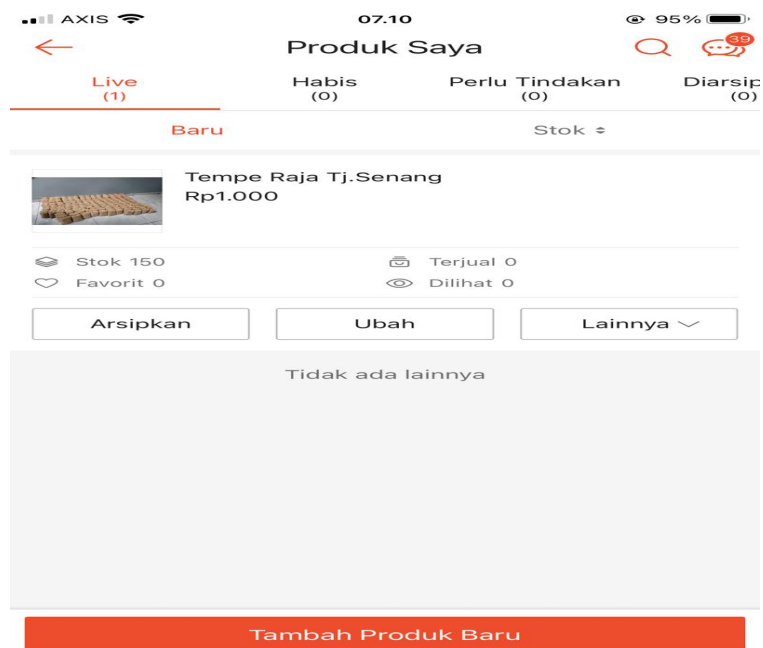 AXIS 07.10 95%
Produk Saya 39
Live Habis Perlu Tindakan Diarsip
(1) (0) (0) (0)
Baru Stok
Tempe Raja Tj.Senang
Rp1.000
Stok 150 Terjual 0
Favorit 0 Dilihat 0
Arsipkan Ubah Lainnya
Tidak ada lainnya
Tambah Produk Baru